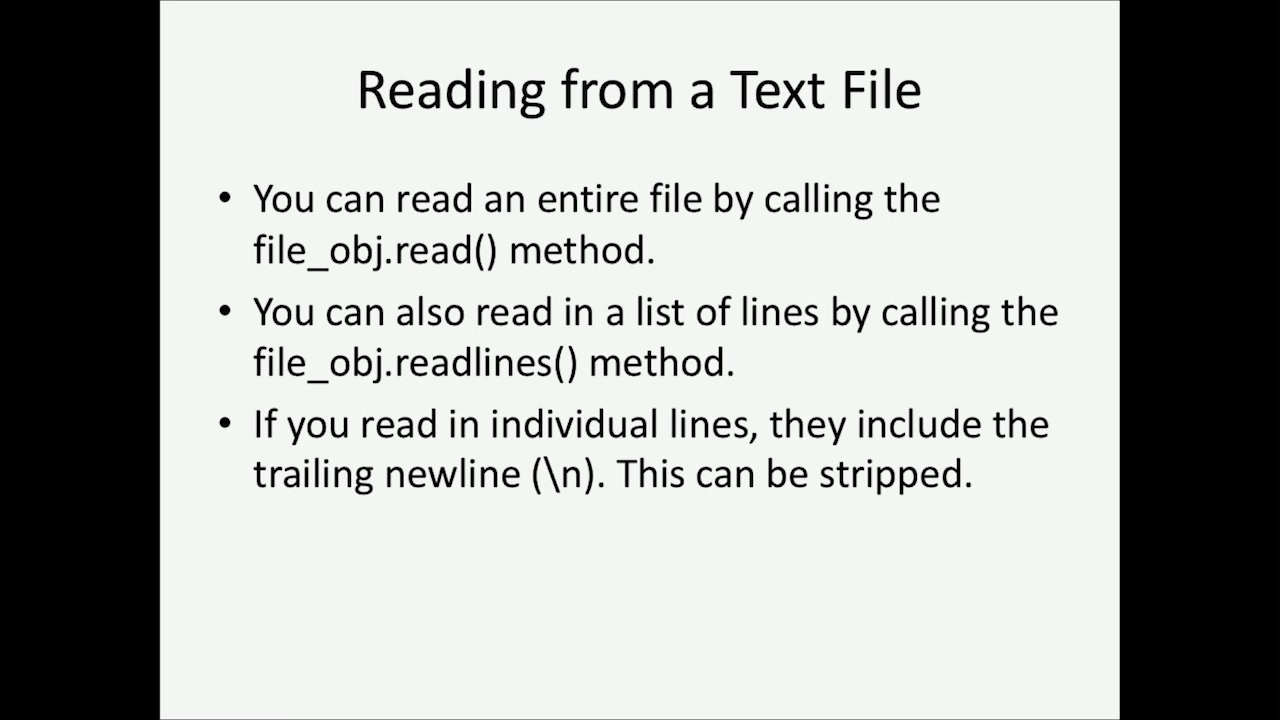 Reading from a Text File
• You can read an entire file by calling the
file_obj.read() method.
• You can also read in a list of lines by calling the
file_obj.readlines() method.
• If you read in individual lines, they include the
trailing newline (\n). This can be stripped.